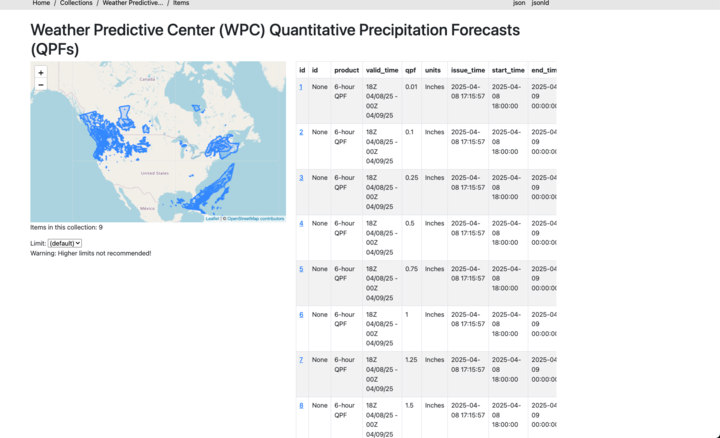 Home / Collections / Weather Predictive... / Items
json jsonld
Weather Predictive Center (WPC) Quantitative Precipitation Forecasts
(QPFs)
+
−
Canada
United States
México
Leaflet | © OpenStreetMap contributors
Items in this collection: 9
Limit: (default)
Warning: Higher limits not recommended!
id id product valid_time qpf units issue_time start_time end_tim
1 None 6-hour 18Z 0.01 Inches 2025-04- 2025-04- 2025-04
QPF 04/08/25 - 08 17:15:57 08 09
00Z 18:00:00 00:00:00
04/09/25
2 None 6-hour 18Z 0.1 Inches 2025-04- 2025-04- 2025-04
QPF 04/08/25 - 08 17:15:57 08 09
00Z 18:00:00 00:00:00
04/09/25
3 None 6-hour 18Z 0.25 Inches 2025-04- 2025-04- 2025-04
QPF 04/08/25 - 08 17:15:57 08 09
00Z 18:00:00 00:00:00
04/09/25
4 None 6-hour 18Z 0.5 Inches 2025-04- 2025-04- 2025-04
QPF 04/08/25 - 08 17:15:57 08 09
00Z 18:00:00 00:00:00
04/09/25
5 None 6-hour 18Z 0.75 Inches 2025-04- 2025-04- 2025-04
QPF 04/08/25 - 08 17:15:57 08 09
00Z 18:00:00 00:00:00
04/09/25
6 None 6-hour 18Z 1 Inches 2025-04- 2025-04- 2025-04
QPF 04/08/25 - 08 17:15:57 08 09
00Z 18:00:00 00:00:00
04/09/25
7 None 6-hour 18Z 1.25 Inches 2025-04- 2025-04- 2025-04
QPF 04/08/25 - 08 17:15:57 08 09
00Z 18:00:00 00:00:00
04/09/25
8 None 6-hour 18Z 1.5 Inches 2025-04- 2025-04- 2025-04
QPF 04/08/25 - 08 17:15:57 08 09
00Z 18:00:00 00:00:00
04/09/25